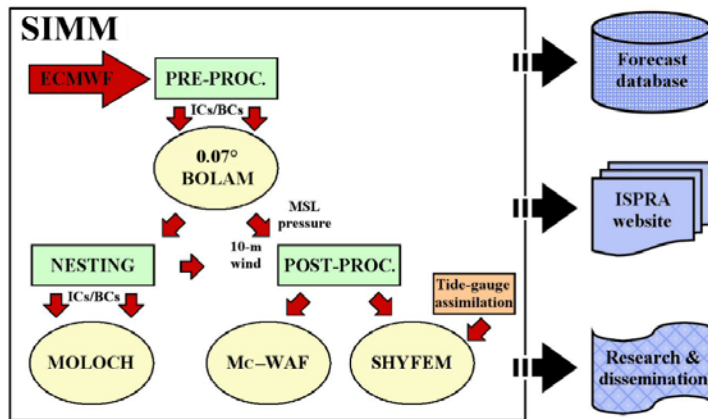 SIMM
ECMWF
PRE-PROC.
ICs/BCs
0.07°
BOLAM
MSL
pressure
10-m
wind
NESTING
POST-PROC.
ICs/BCs
Tide-gauge
assimilation
MOLOCH
Mc–WAF
SHYFEM
Forecast
database
ISPRA
website
Research &
dissemination